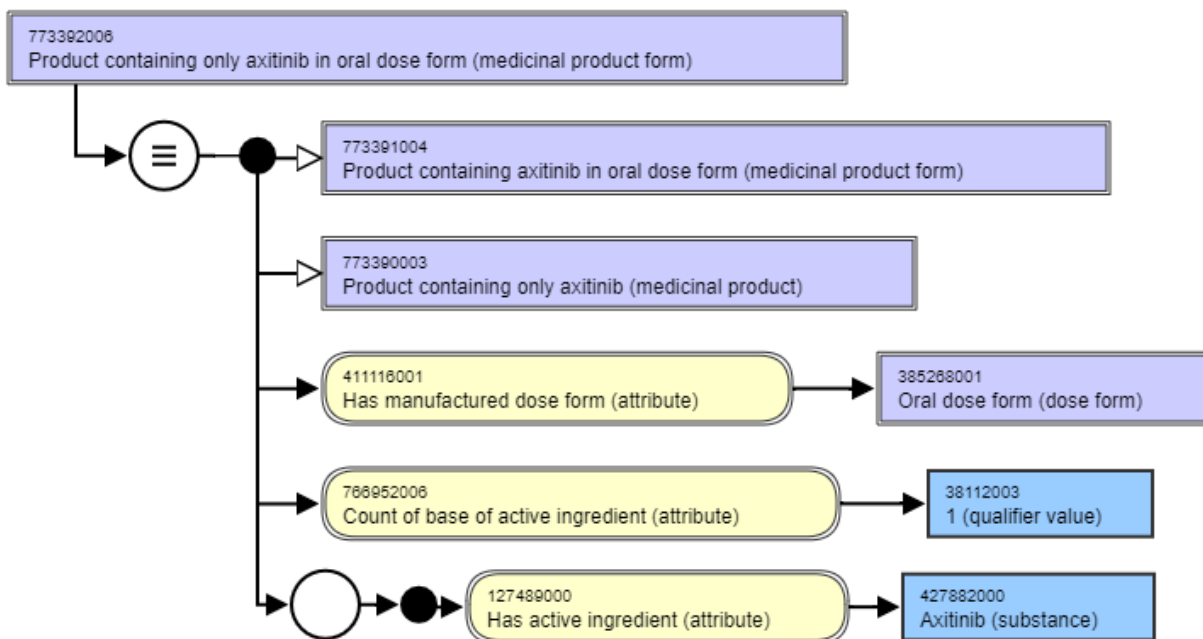 773392006
Product containing only axitinib in oral dose form (medicinal product form)
773391004
Product containing axitinib in oral dose form (medicinal product form)
773390003
Product containing only axitinib (medicinal product)
411116001
Has manufactured dose form (attribute)
385268001
Oral dose form (dose form)
766952006
Count of base of active ingredient (attribute)
38112003
1 (qualifier value)
127489000
Has active ingredient (attribute)
427882000
Axitinib (substance)